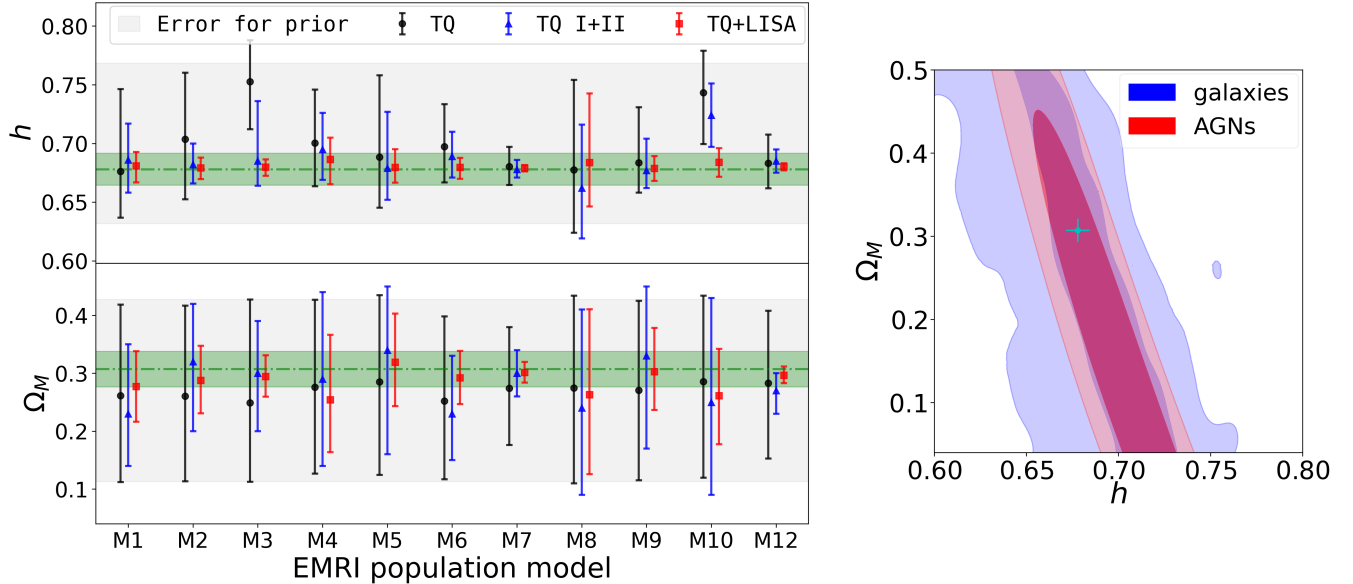 Error for prior TQ TQ I+II TQ+LISA
0.80
0.75
0.70
0.65
0.60
h
0.4
0.3
0.2
0.1
Ω_M
M1 M2 M3 M4 M5 M6 M7 M8 M9 M10 M12
EMRI population model
galaxies
AGNs
0.5
0.4
0.3
0.2
0.1
Ω_M
0.60 0.65 0.70 0.75 0.80
h